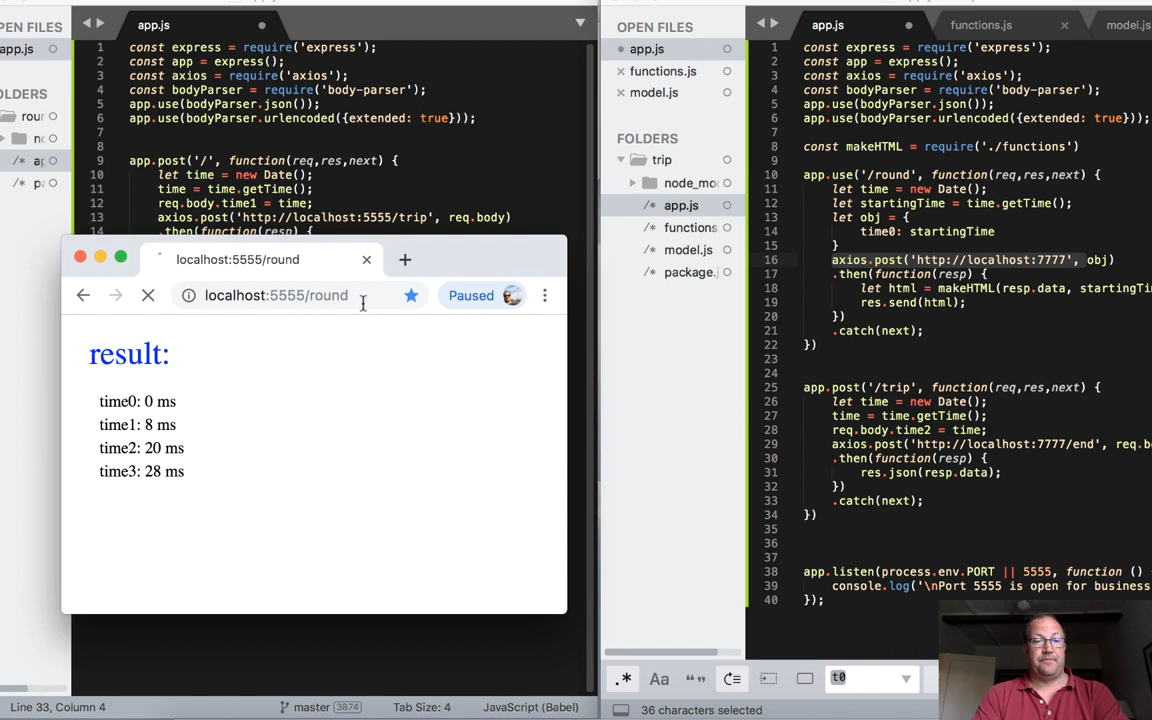 PEN FILES
app.js
OLDERS
rour
nc
/* ap
/* pa
app.js
1 const express = require('express');
2 const app = express();
3 const axios = require('axios');
4 const bodyParser = require('body-parser');
5 app.use(bodyParser.json());
6 app.use(bodyParser.urlencoded({extended: true}));
7
8
9 app.post('/', function(req,res,next) {
10 let time = new Date();
11 time = time.getTime();
12 req.body.time1 = time;
13 axios.post('http://localhost:5555/trip', req.body)
14 .then(function(resp) {
localhost:5555/round
localhost:5555/round
Paused
result:
time0: 0 ms
time1: 8 ms
time2: 20 ms
time3: 28 ms
Line 33, Column 4
master 3874
Tab Size: 4
JavaScript (Babel)
OPEN FILES
app.js
functions.js
model.js
FOLDERS
trip
node_mo
/* app.js
/* functions
/* model.js
/* package.
app.js
functions.js
model.js
1 const express = require('express');
2 const app = express();
3 const axios = require('axios');
4 const bodyParser = require('body-parser');
5 app.use(bodyParser.json());
6 app.use(bodyParser.urlencoded({extended: true}));
7
8 const makeHTML = require('./functions')
9
10 app.use('/round', function(req,res,next) {
11 let time = new Date();
12 let startingTime = time.getTime();
13 let obj = {
14 time0: startingTime
15 }
16 axios.post('http://localhost:7777', obj)
17 .then(function(resp) {
18 let html = makeHTML(resp.data, startingTi
19 res.send(html);
20 })
21 .catch(next);
22 })
23
24
25 app.post('/trip', function(req,res,next) {
26 let time = new Date();
27 time = time.getTime();
28 req.body.time2 = time;
29 axios.post('http://localhost:7777/end', req.b
30 .then(function(resp) {
31 res.json(resp.data);
32 })
33 .catch(next);
34 })
35
36
37
38 app.listen(process.env.PORT || 5555, function () {
39 console.log('\nPort 5555 is open for business
40 });
.*
Aa
“ ”
t0
36 characters selected